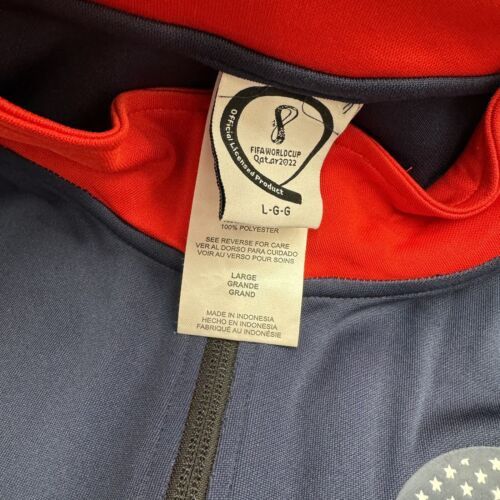 FIFA WORLD CUP
Qatar2022
Official Licensed Product
L-G-G
100% POLYESTER
SEE REVERSE FOR CARE
VER AL DORSO PARA CUIDADO
VOIR AU VERSO POUR SOINS
LARGE
GRANDE
GRAND
MADE IN INDONESIA
HECHO EN INDONESIA
FABRIQUÉ AU INDONÉSIE